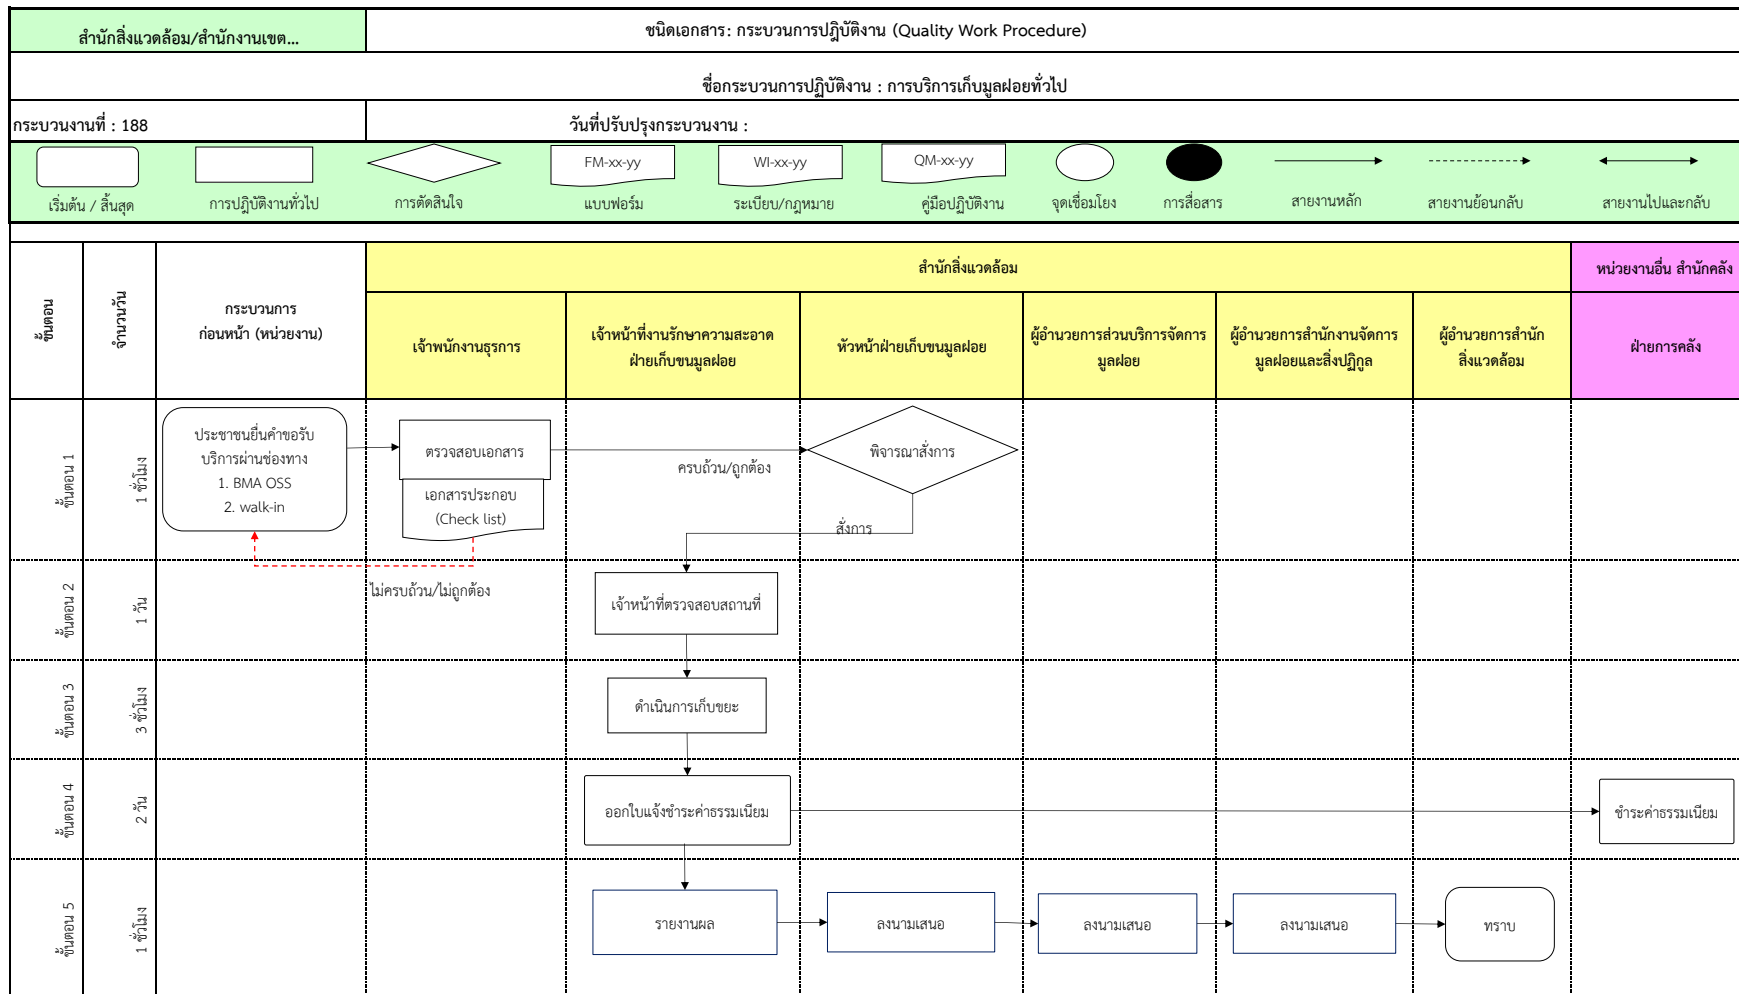 สำนักสิ่งแวดล้อม/สำนักงานเขต...
ชนิดเอกสาร: กระบวนการปฎิบัติงาน (Quality Work Procedure)
ชื่อกระบวนการปฏิบัติงาน : การบริการเก็บมูลฝอยทั่วไป
กระบวนงานที่ : 188
วันที่ปรับปรุงกระบวนงาน :
FM-xx-yy
WI-xx-yy
QM-xx-yy
เริ่มต้น / สิ้นสุด
การปฎิบัติงานทั่วไป
การตัดสินใจ
แบบฟอร์ม
ระเบียบ/กฎหมาย
คู่มือปฏิบัติงาน
จุดเชื่อมโยง
การสื่อสาร
สายงานหลัก
สายงานย้อนกลับ
สายงานไปและกลับ
ขั้นตอน
จำนวนวัน
กระบวนการ
ก่อนหน้า (หน่วยงาน)
สำนักสิ่งแวดล้อม
หน่วยงานอื่น สำนักคลัง
เจ้าพนักงานธุรการ
เจ้าหน้าที่งานรักษาความสะอาด
ฝ่ายเก็บขนมูลฝอย
หัวหน้าฝ่ายเก็บขนมูลฝอย
ผู้อำนวยการส่วนบริการจัดการ
มูลฝอย
ผู้อำนวยการสำนักงานจัดการ
มูลฝอยและสิ่งปฏิกูล
ผู้อำนวยการสำนัก
สิ่งแวดล้อม
ฝ่ายการคลัง
ขั้นตอน 1
1 ชั่วโมง
ประชาชนยื่นคำขอรับ
บริการผ่านช่องทาง
1. BMA OSS
2. walk-in
ตรวจสอบเอกสาร
เอกสารประกอบ
(Check list)
ครบถ้วน/ถูกต้อง
พิจารณาสั่งการ
สั่งการ
ไม่ครบถ้วน/ไม่ถูกต้อง
ขั้นตอน 2
1 วัน
เจ้าหน้าที่ตรวจสอบสถานที่
ขั้นตอน 3
3 ชั่วโมง
ดำเนินการเก็บขยะ
ขั้นตอน 4
2 วัน
ออกใบแจ้งชำระค่าธรรมเนียม
ชำระค่าธรรมเนียม
ขั้นตอน 5
1 ชั่วโมง
รายงานผล
ลงนามเสนอ
ลงนามเสนอ
ลงนามเสนอ
ทราบ